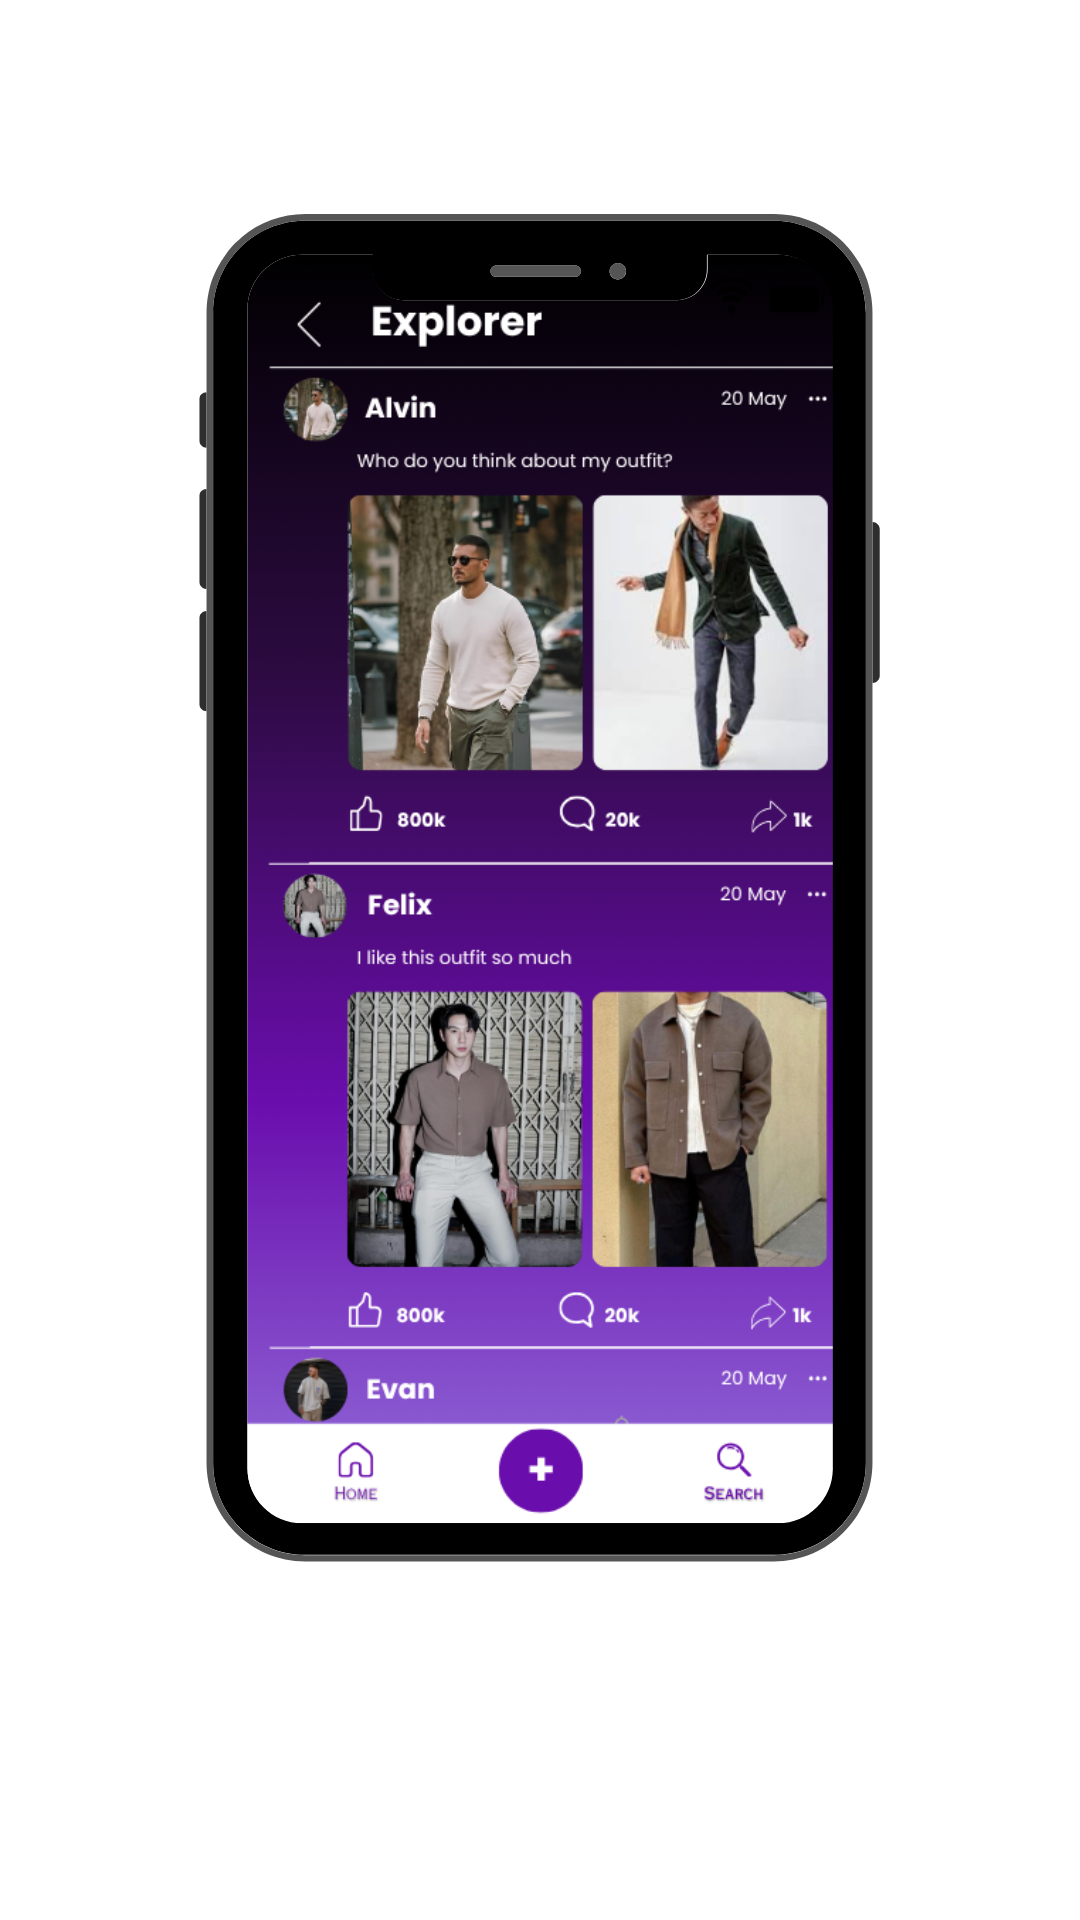 Explorer
Alvin
20 May
Who do you think about my outfit?
800k
20k
1k
Felix
20 May
I like this outfit so much
800k
20k
1k
Evan
20 May
HOME
SEARCH